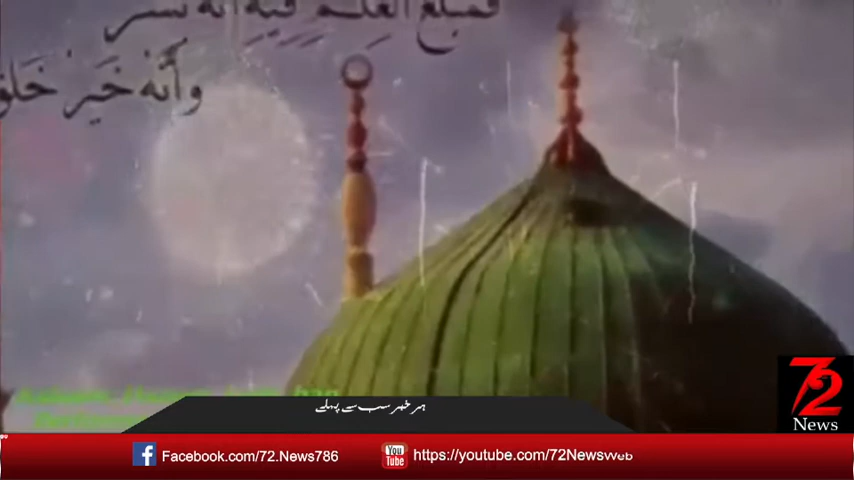 فمبلغ العلم فيه أنه بشر
وأنه خير خلق
ہر خبر سب سے پہلے
72
News
Facebook.com/72.News786
You Tube
https://youtube.com/72Newsweb